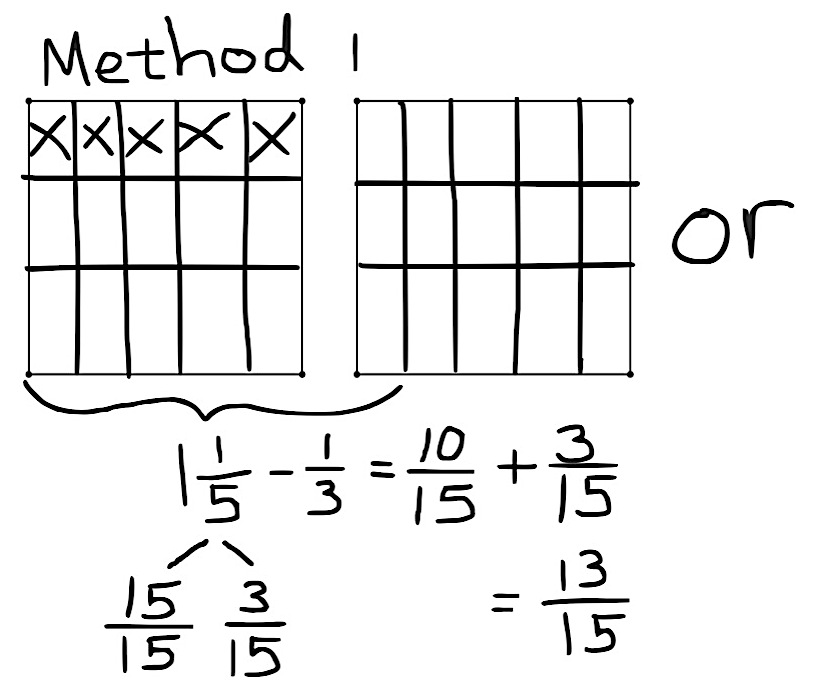 Method 1
X X X X X
or
1 1/5 - 1/3 = 10/15 + 3/15
15/15 3/15
= 13/15